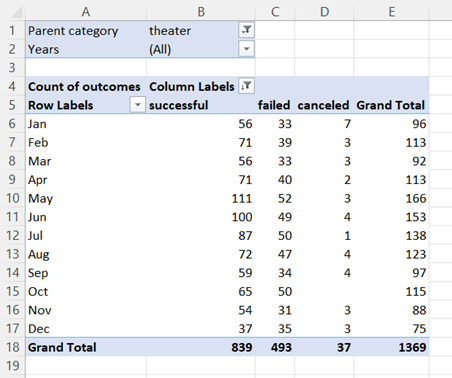 A B C D E
1 Parent category theater
2 Years (All)
3
4 Count of outcomes Column Labels
5 Row Labels successful failed canceled Grand Total
6 Jan 56 33 7 96
7 Feb 71 39 3 113
8 Mar 56 33 3 92
9 Apr 71 40 2 113
10 May 111 52 3 166
11 Jun 100 49 4 153
12 Jul 87 50 1 138
13 Aug 72 47 4 123
14 Sep 59 34 4 97
15 Oct 65 50 115
16 Nov 54 31 3 88
17 Dec 37 35 3 75
18 Grand Total 839 493 37 1369
19